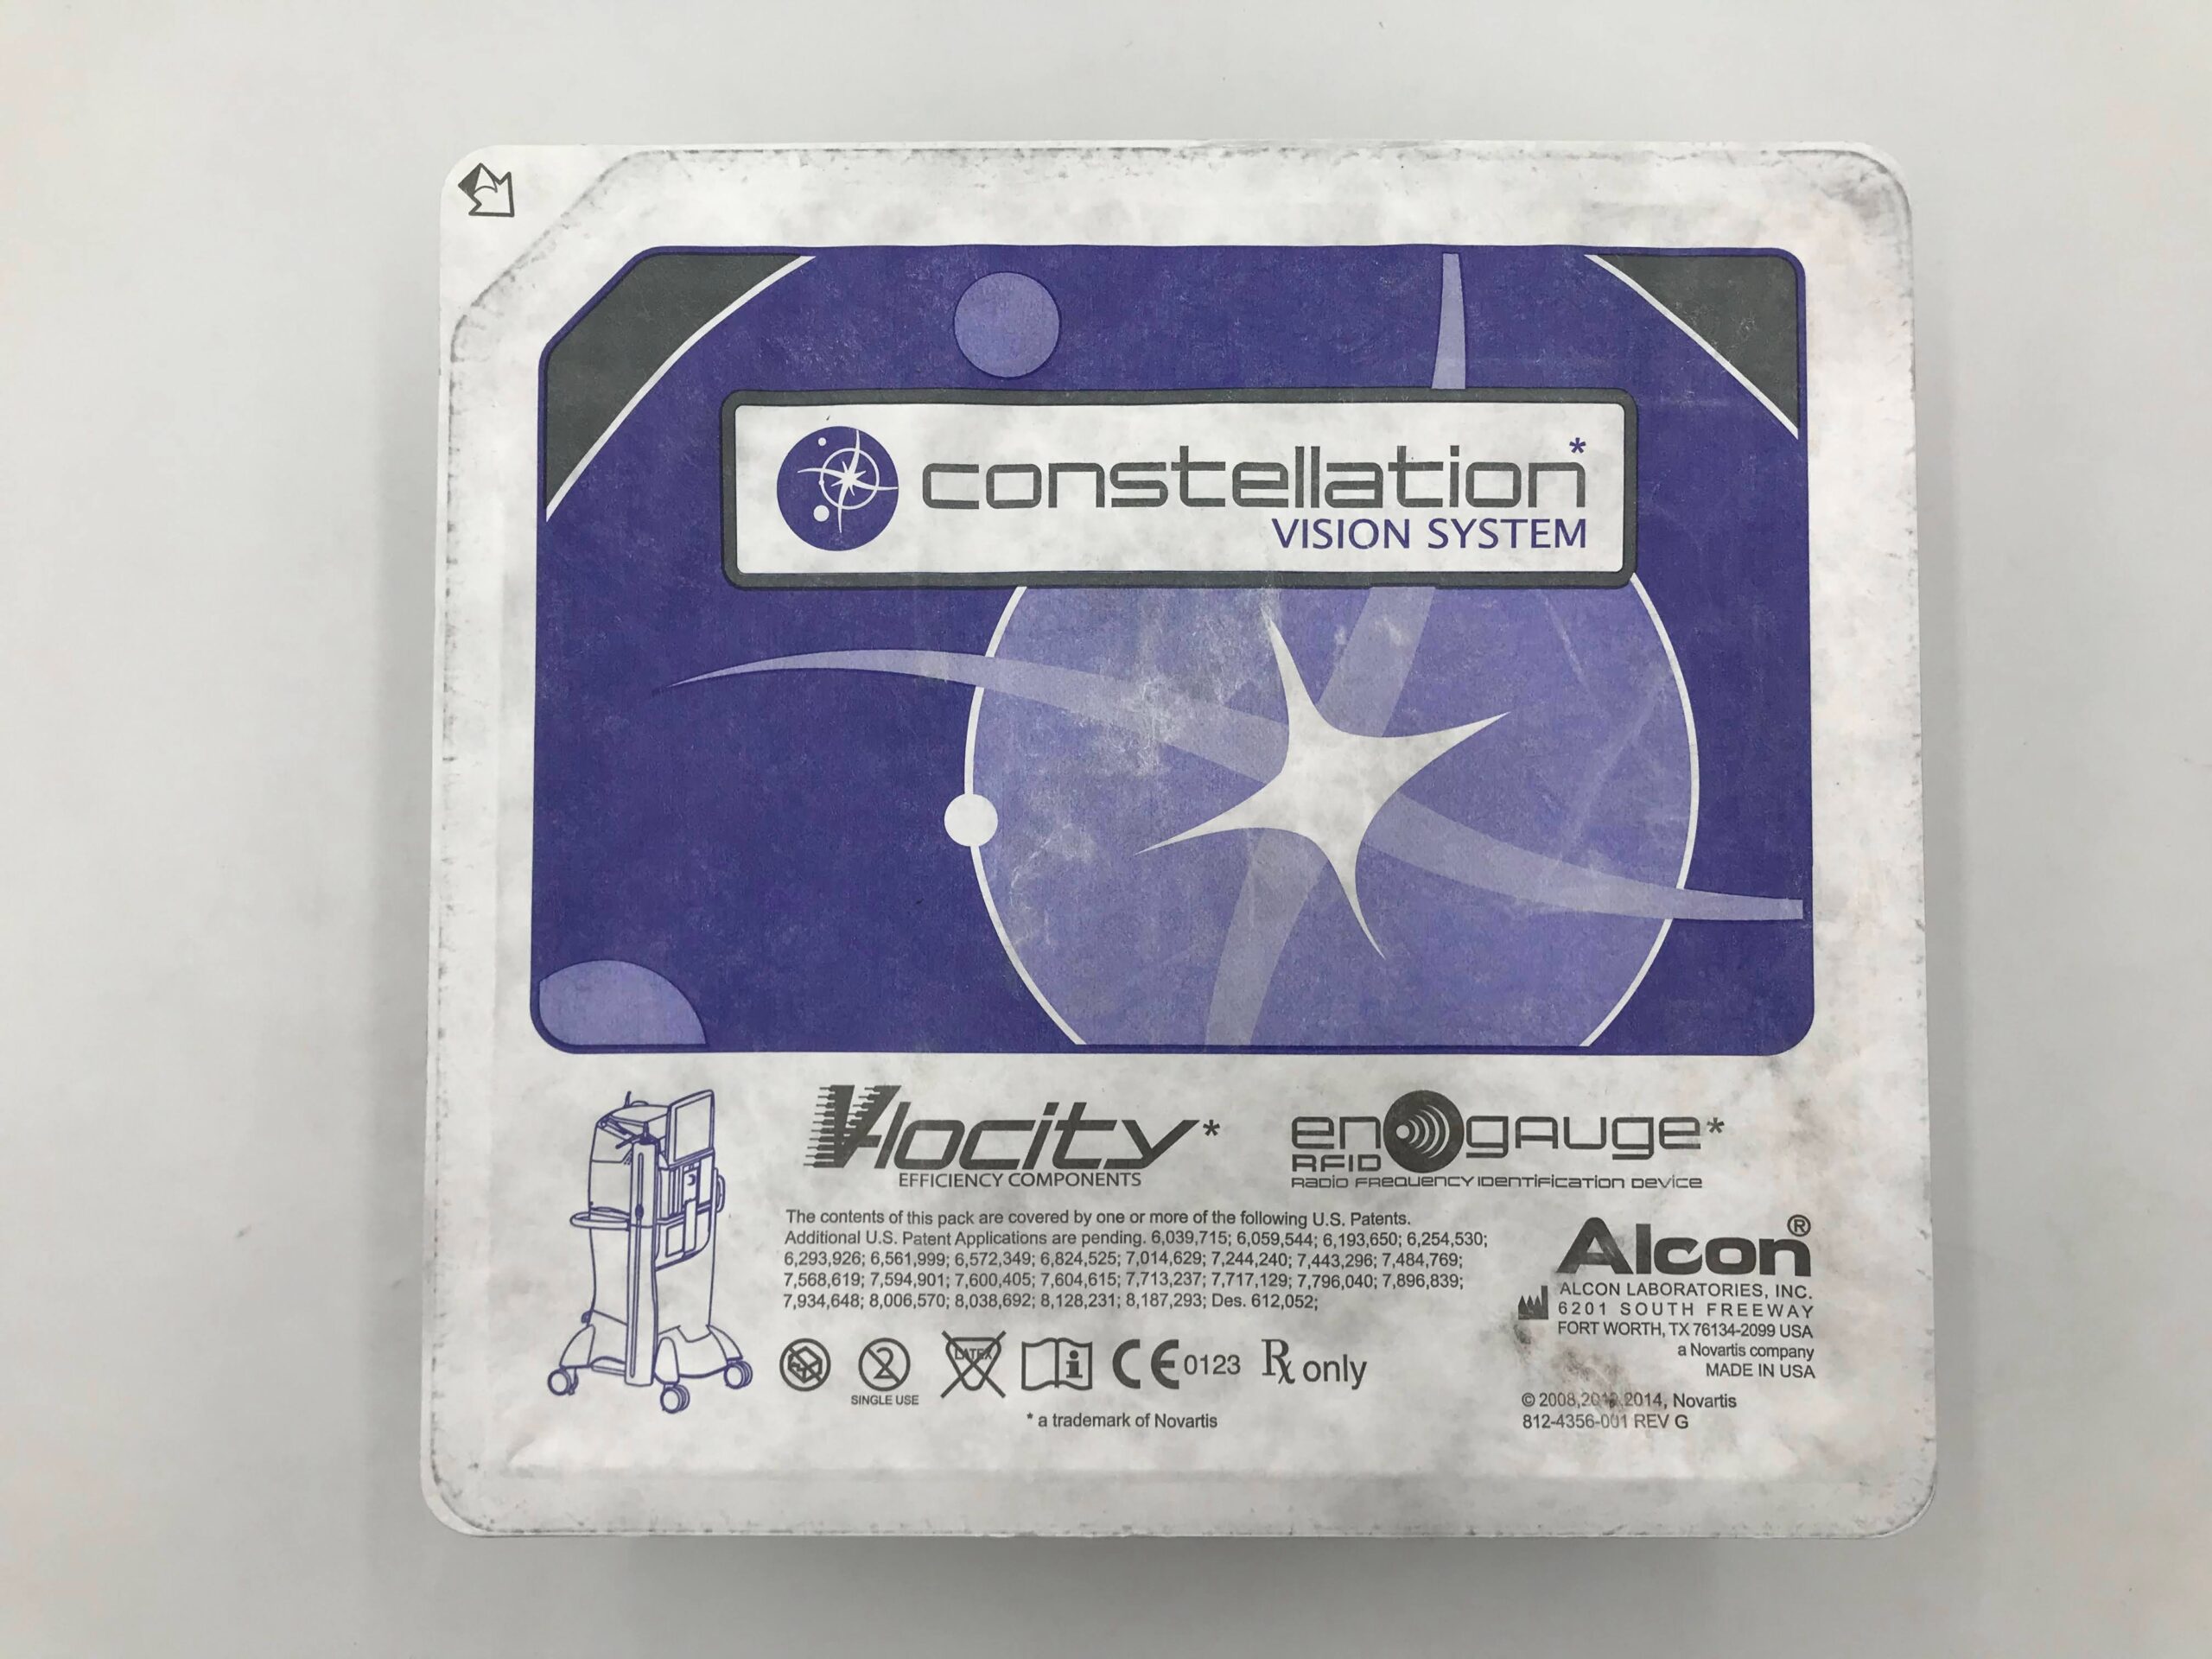 constellation*
VISION SYSTEM
Vlocity*
EFFICIENCY COMPONENTS
engauge*
RFID
Radio Frequency Identification Device
The contents of this pack are covered by one or more of the following U.S. Patents.
Additional U.S. Patent Applications are pending. 6,039,715; 6,059,544; 6,193,650; 6,254,530;
6,293,926; 6,561,999; 6,572,349; 6,824,525; 7,014,629; 7,244,240; 7,443,296; 7,484,769;
7,568,619; 7,594,901; 7,600,405; 7,604,615; 7,713,237; 7,717,129; 7,796,040; 7,896,839;
7,934,648; 8,006,570; 8,038,692; 8,128,231; 8,187,293; Des. 612,052;
Alcon®
ALCON LABORATORIES, INC.
6201 SOUTH FREEWAY
FORT WORTH, TX 76134-2099 USA
a Novartis company
MADE IN USA
2
SINGLE USE
LATEX
i
CE 0123
Rx only
* a trademark of Novartis
© 2008, 2014, Novartis
812-4356-001 REV G